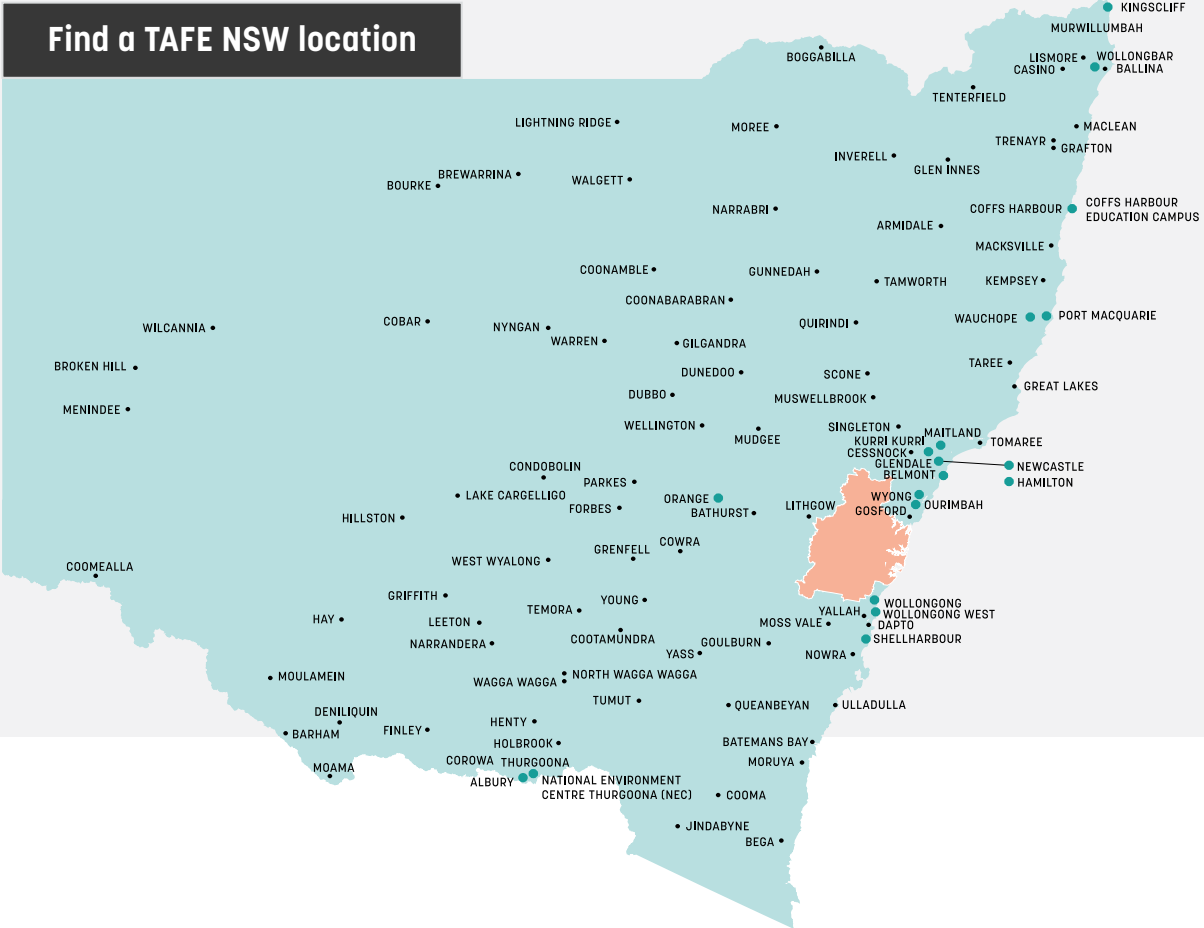 Find a TAFE NSW location
KINGSCLIFF
MURWILLUMBAH
BOGGABILLA
LISMORE
WOLLONGBAR
CASINO
BALLINA
TENTERFIELD
LIGHTNING RIDGE
MOREE
MACLEAN
TRENAYR
GRAFTON
INVERELL
GLEN INNES
BREWARRINA
BOURKE
WALGETT
NARRABRI
COFFS HARBOUR
COFFS HARBOUR
EDUCATION CAMPUS
ARMIDALE
MACKSVILLE
COONAMBLE
GUNNEDAH
TAMWORTH
KEMPSEY
COONABARABRAN
WILCANNIA
COBAR
NYNGAN
WARREN
GILGANDRA
QUIRINDI
WAUCHOPE
PORT MACQUARIE
BROKEN HILL
DUNEDOO
SCONE
TAREE
GREAT LAKES
MENINDEE
DUBBO
MUSWELLBROOK
WELLINGTON
MUDGEE
SINGLETON
MAITLAND
KURRI KURRI
TOMAREE
CESSNOCK
GLENDALE
NEWCASTLE
BELMONT
HAMILTON
CONDOBOLIN
PARKES
LAKE CARGELLIGO
ORANGE
WYONG
FORBES
BATHURST
LITHGOW
OURIMBAH
GOSFORD
HILLSTON
COWRA
GRENFELL
WEST WYALONG
COOMEALLA
GRIFFITH
YOUNG
WOLLONGONG
TEMORA
YALLAH
WOLLONGONG WEST
HAY
LEETON
MOSS VALE
DAPTO
COOTAMUNDRA
SHELLHARBOUR
NARRANDERA
GOULBURN
YASS
NOWRA
MOULAMEIN
NORTH WAGGA WAGGA
WAGGA WAGGA
TUMUT
QUEANBEYAN
ULLADULLA
DENILIQUIN
BARHAM
FINLEY
HENTY
HOLBROOK
BATEMANS BAY
MOAMA
COROWA
THURGOONA
MORUYA
ALBURY
NATIONAL ENVIRONMENT
CENTRE THURGOONA (NEC)
COOMA
JINDABYNE
BEGA